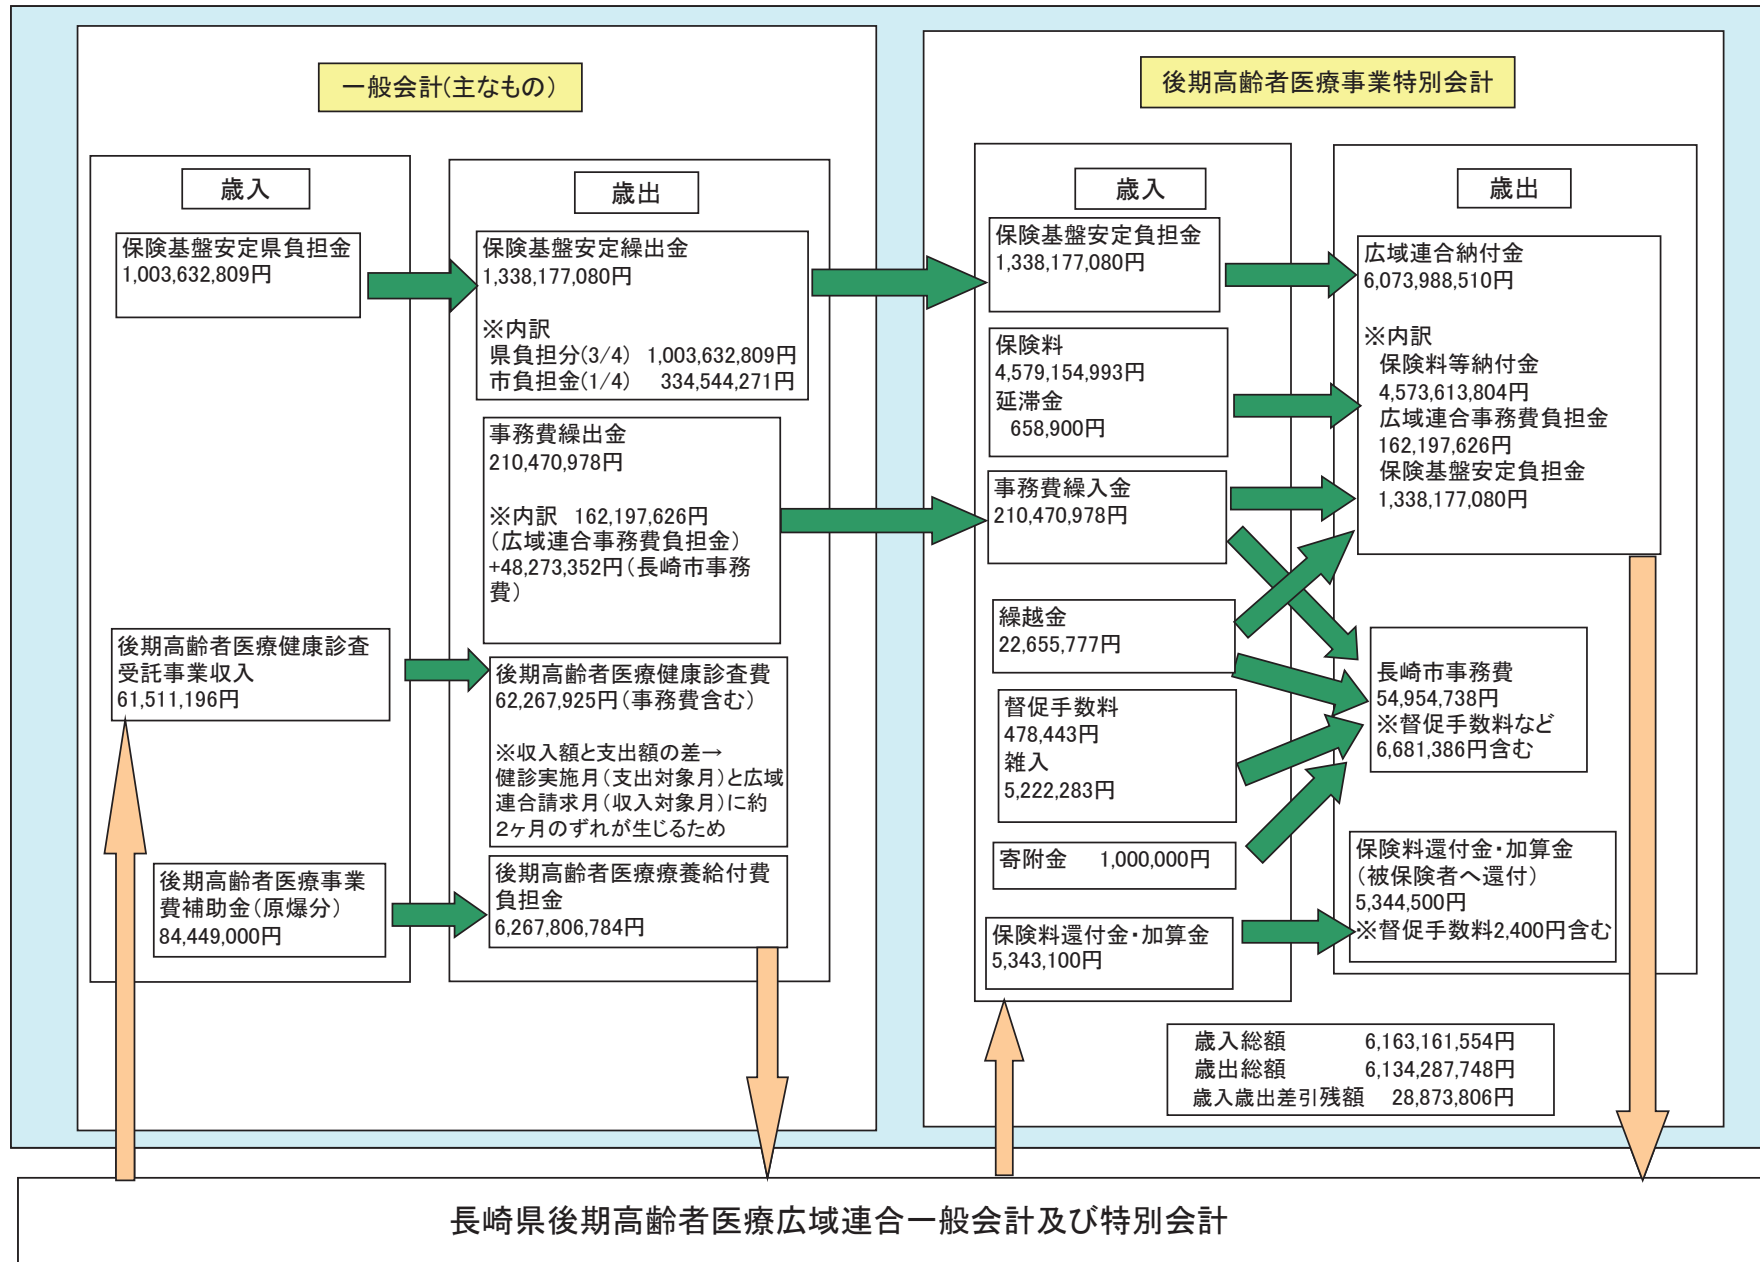 一般会計(主なもの)
歳入
保険基盤安定県負担金
1,003,632,809円
後期高齢者医療健康診査
受託事業収入
61,511,196円
後期高齢者医療事業
費補助金(原爆分)
84,449,000円
歳出
保険基盤安定繰出金
1,338,177,080円
※内訳
県負担分(3/4) 1,003,632,809円
市負担金(1/4) 334,544,271円
事務費繰出金
210,470,978円
※内訳 162,197,626円
(広域連合事務費負担金)
+48,273,352円(長崎市事務
費)
後期高齢者医療健康診査費
62,267,925円(事務費含む)
※収入額と支出額の差→
健診実施月(支出対象月)と広域
連合請求月(収入対象月)に約
2ヶ月のずれが生じるため
後期高齢者医療療養給付費
負担金
6,267,806,784円
後期高齢者医療事業特別会計
歳入
保険基盤安定負担金
1,338,177,080円
保険料
4,579,154,993円
延滞金
658,900円
事務費繰入金
210,470,978円
繰越金
22,655,777円
督促手数料
478,443円
雑入
5,222,283円
寄附金 1,000,000円
保険料還付金・加算金
5,343,100円
歳出
広域連合納付金
6,073,988,510円
※内訳
保険料等納付金
4,573,613,804円
広域連合事務費負担金
162,197,626円
保険基盤安定負担金
1,338,177,080円
長崎市事務費
54,954,738円
※督促手数料など
6,681,386円含む
保険料還付金・加算金
(被保険者へ還付)
5,344,500円
※督促手数料2,400円含む
歳入総額 6,163,161,554円
歳出総額 6,134,287,748円
歳入歳出差引残額 28,873,806円
長崎県後期高齢者医療広域連合一般会計及び特別会計